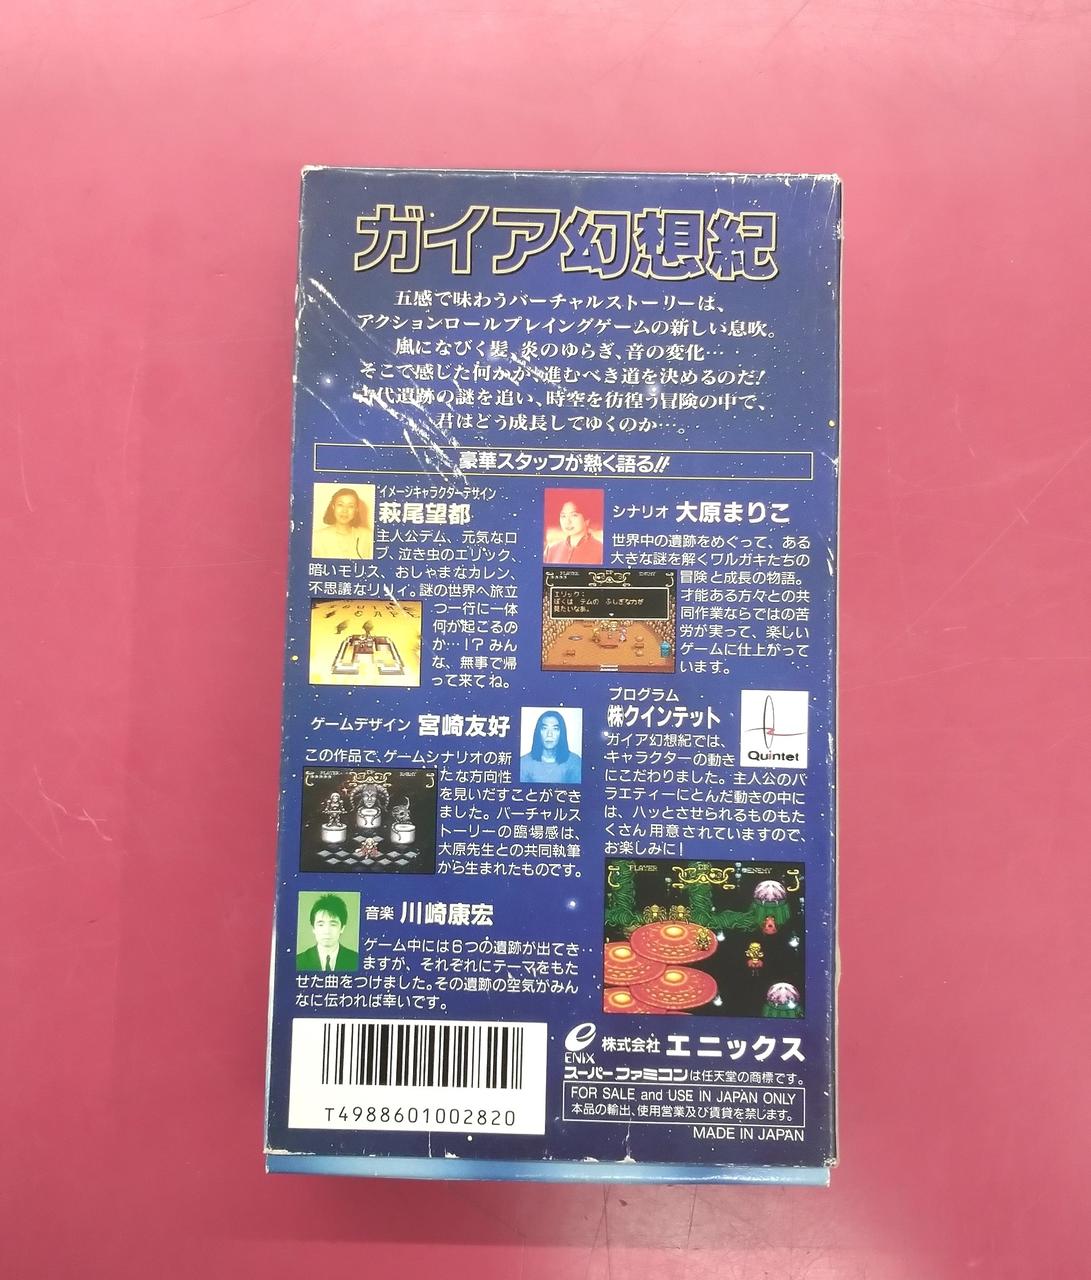 ガイア幻想紀
五感で味わうバーチャルストーリーは、
アクションロールプレイングゲームの新しい息吹。
風になびく髪、炎のゆらぎ、音の変化…
そこで感じた何かが、進むべき道を決めるのだ!
古代遺跡の謎を追い、時空を彷徨う冒険の中で、
君はどう成長してゆくのか…。
豪華スタッフが熱く語る!!
イメージキャラクターデザイン
萩尾望都
主人公テム、元気なロ
ブ、泣き虫のエリック、
暗いモリス、おしゃまなカレン、
不思議なリリィ。謎の世界へ旅立
つ一行に一体
何が起こるの
か…!? みん
な、無事で帰
って来てね。
シナリオ 大原まりこ
世界中の遺跡をめぐって、ある
大きな謎を解くワルガキたちの
冒険と成長の物語。
才能ある方々との共
同作業ならではの苦
労が実って、楽しい
ゲームに仕上がって
います。
PLAYER ENEMY
エリック:
ぼくは テムの ふしぎな力が
見たいなあ。
ゲームデザイン 宮崎友好
この作品で、ゲームシナリオの新
たな方向性
を見いだすことができ
ました。バーチャルス
トーリーの臨場感は、
大原先生との共同執筆
から生まれたものです。
PLAYER ENEMY
プログラム
㈱クインテット
Quintet
ガイア幻想紀では、
キャラクターの動き
にこだわりました。主人公のバ
ラエティーにとんだ動きの中に
は、ハッとさせられるものもた
くさん用意されていますので、
お楽しみに!
PLAYER ENEMY
音楽 川崎康宏
ゲーム中には6つの遺跡が出てき
ますが、それぞれにテーマをもた
せた曲をつけました。その遺跡の空気がみん
なに伝われば幸いです。
T4988601002820
ENIX 株式会社 エニックス
スーパーファミコンは任天堂の商標です。
FOR SALE and USE IN JAPAN ONLY
本品の輸出、使用営業及び賃貸を禁じます。
MADE IN JAPAN